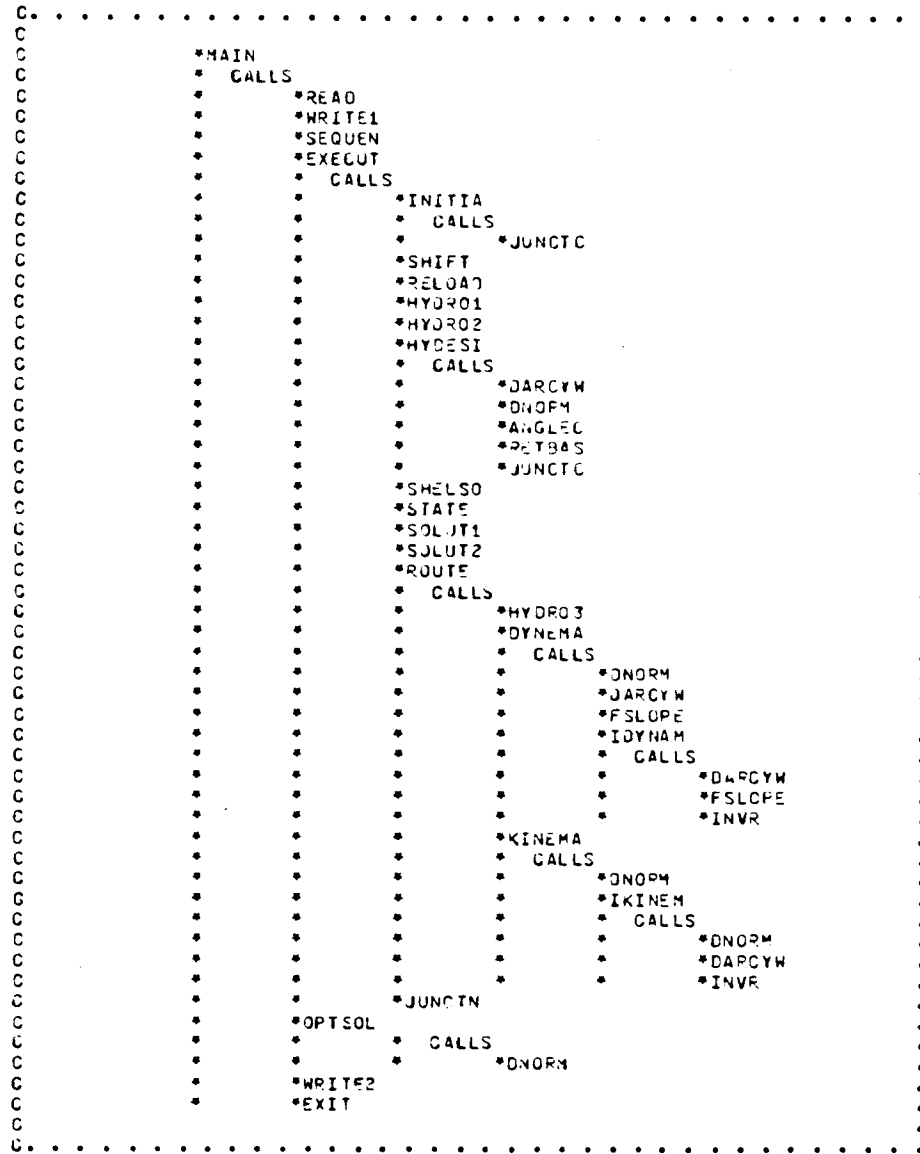 C. . . . . . . . . . . . . . . . . . . . . . . . . . . . . . .
C
C *MAIN
C * CALLS
C * *READ
C * *WRITE1
C * *SEQUEN
C * *EXECUT
C * * CALLS
C * * *INITIA
C * * * CALLS
C * * * *JUNCTC
C * * *SHIFT
C * * *RELOAD
C * * *HYDRO1
C * * *HYDRO2
C * * *HYDESI
C * * * CALLS
C * * * *DARCYW
C * * * *DNORM
C * * * *ANGLEC
C * * * *RETBAS
C * * * *JUNCTC
C * * *SHELSO
C * * *STATE
C * * *SOLUT1
C * * *SOLUT2
C * * *ROUTE
C * * * CALLS
C * * * *HYDRO3
C * * * *DYNEMA
C * * * * CALLS
C * * * * *DNORM
C * * * * *DARCYW
C * * * * *FSLOPE
C * * * * *IDYNAM
C * * * * * CALLS
C * * * * * *DARCYW
C * * * * * *FSLOPE
C * * * * * *INVR
C * * * *KINEMA
C * * * * CALLS
C * * * * *DNORM
C * * * * *IKINEM
C * * * * * CALLS
C * * * * * *DNORM
C * * * * * *DARCYW
C * * * * * *INVR
C * * *JUNCTN
C * *OPTSOL
C * * * CALLS
C * * * *DNORM
C * *WRITE2
C * *EXIT
C
C. . . . . . . . . . . . . . . . . . . . . . . . . . . . . . .